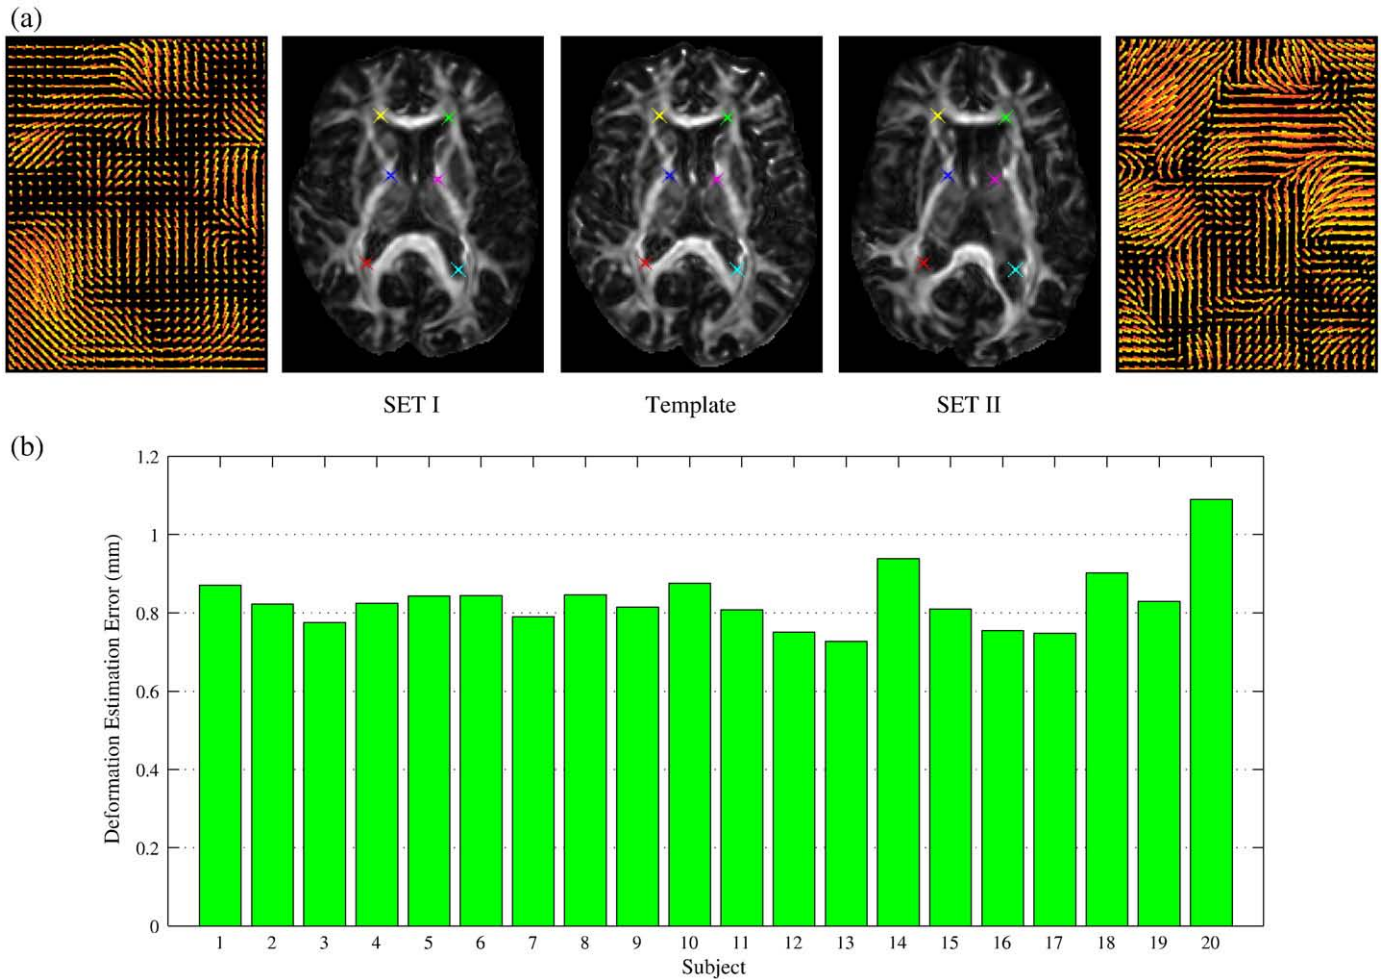 (a)
SET I
Template
SET II
(b)
Deformation Estimation Error (mm)
1.2
1
0.8
0.6
0.4
0.2
0
1 2 3 4 5 6 7 8 9 10 11 12 13 14 15 16 17 18 19 20
Subject